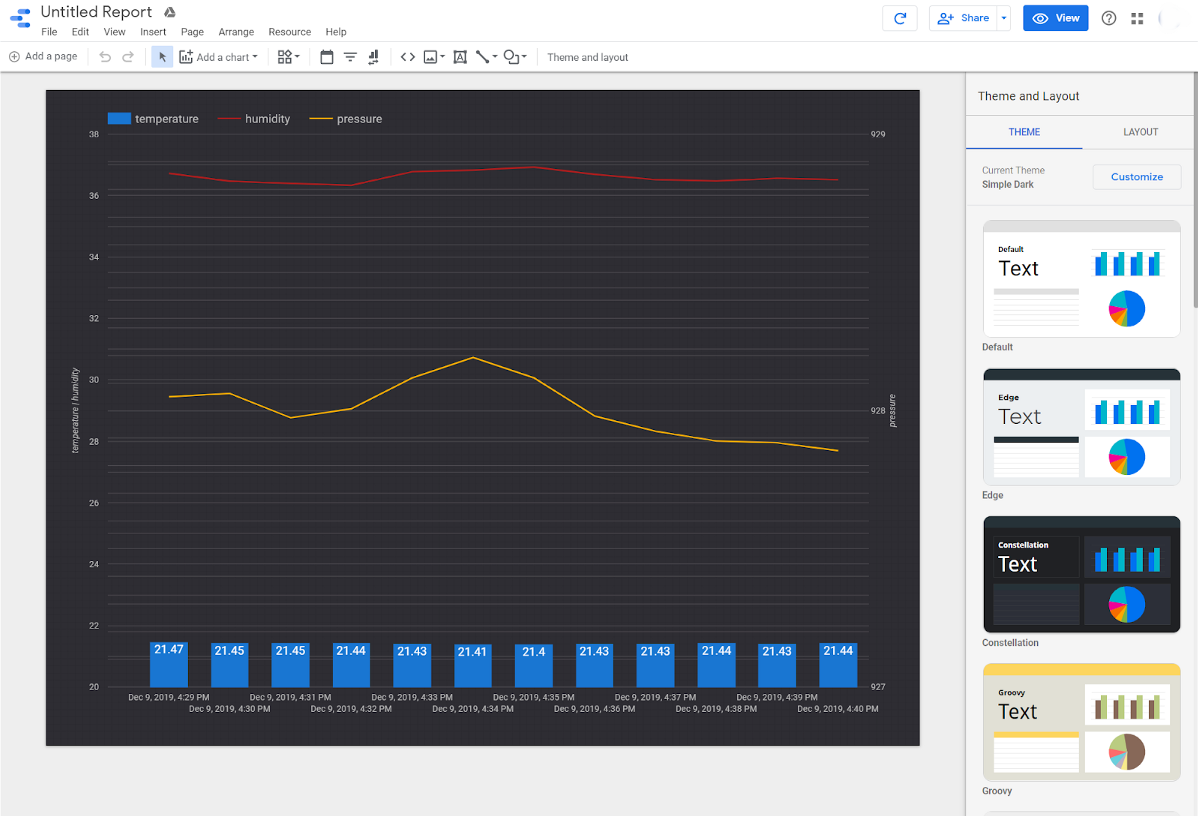 Untitled Report
File Edit View Insert Page Arrange Resource Help
Share View
Add a page Add a chart Theme and layout
temperature humidity pressure
38
36
34
32
30
28
26
24
22
20
temperature | humidity
929
928
927
pressure
21.47 21.45 21.45 21.44 21.43 21.41 21.4 21.43 21.43 21.44 21.43 21.44
Dec 9, 2019, 4:29 PM Dec 9, 2019, 4:31 PM Dec 9, 2019, 4:33 PM Dec 9, 2019, 4:35 PM Dec 9, 2019, 4:37 PM Dec 9, 2019, 4:39 PM
Dec 9, 2019, 4:30 PM Dec 9, 2019, 4:32 PM Dec 9, 2019, 4:34 PM Dec 9, 2019, 4:36 PM Dec 9, 2019, 4:38 PM Dec 9, 2019, 4:40 PM
Theme and Layout
THEME LAYOUT
Current Theme
Simple Dark
Customize
Default
Text
Default
Edge
Text
Edge
Constellation
Text
Constellation
Groovy
Text
Groovy